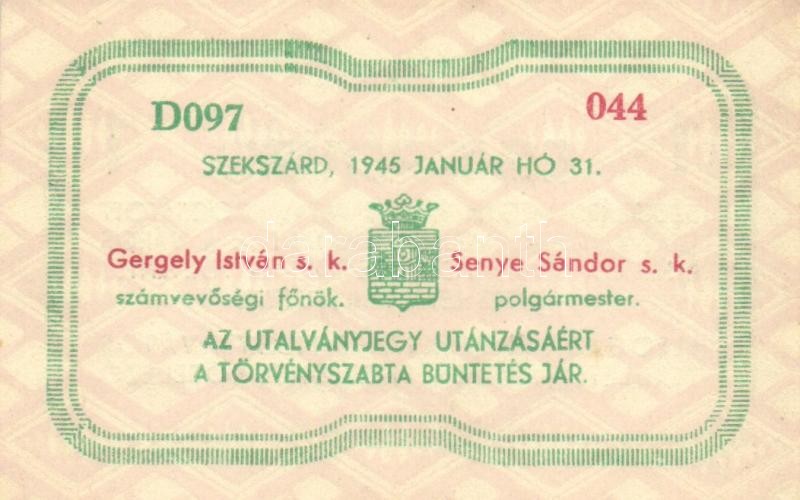 D097 044
SZEKSZÁRD, 1945 JANUÁR HÓ 31.
Gergely István s. k. Senye Sándor s. k.
számvevőségi főnök. polgármester.
AZ UTALVÁNYJEGY UTÁNZÁSÁÉRT
A TÖRVÉNYSZABTA BÜNTETÉS JÁR.
darabanth